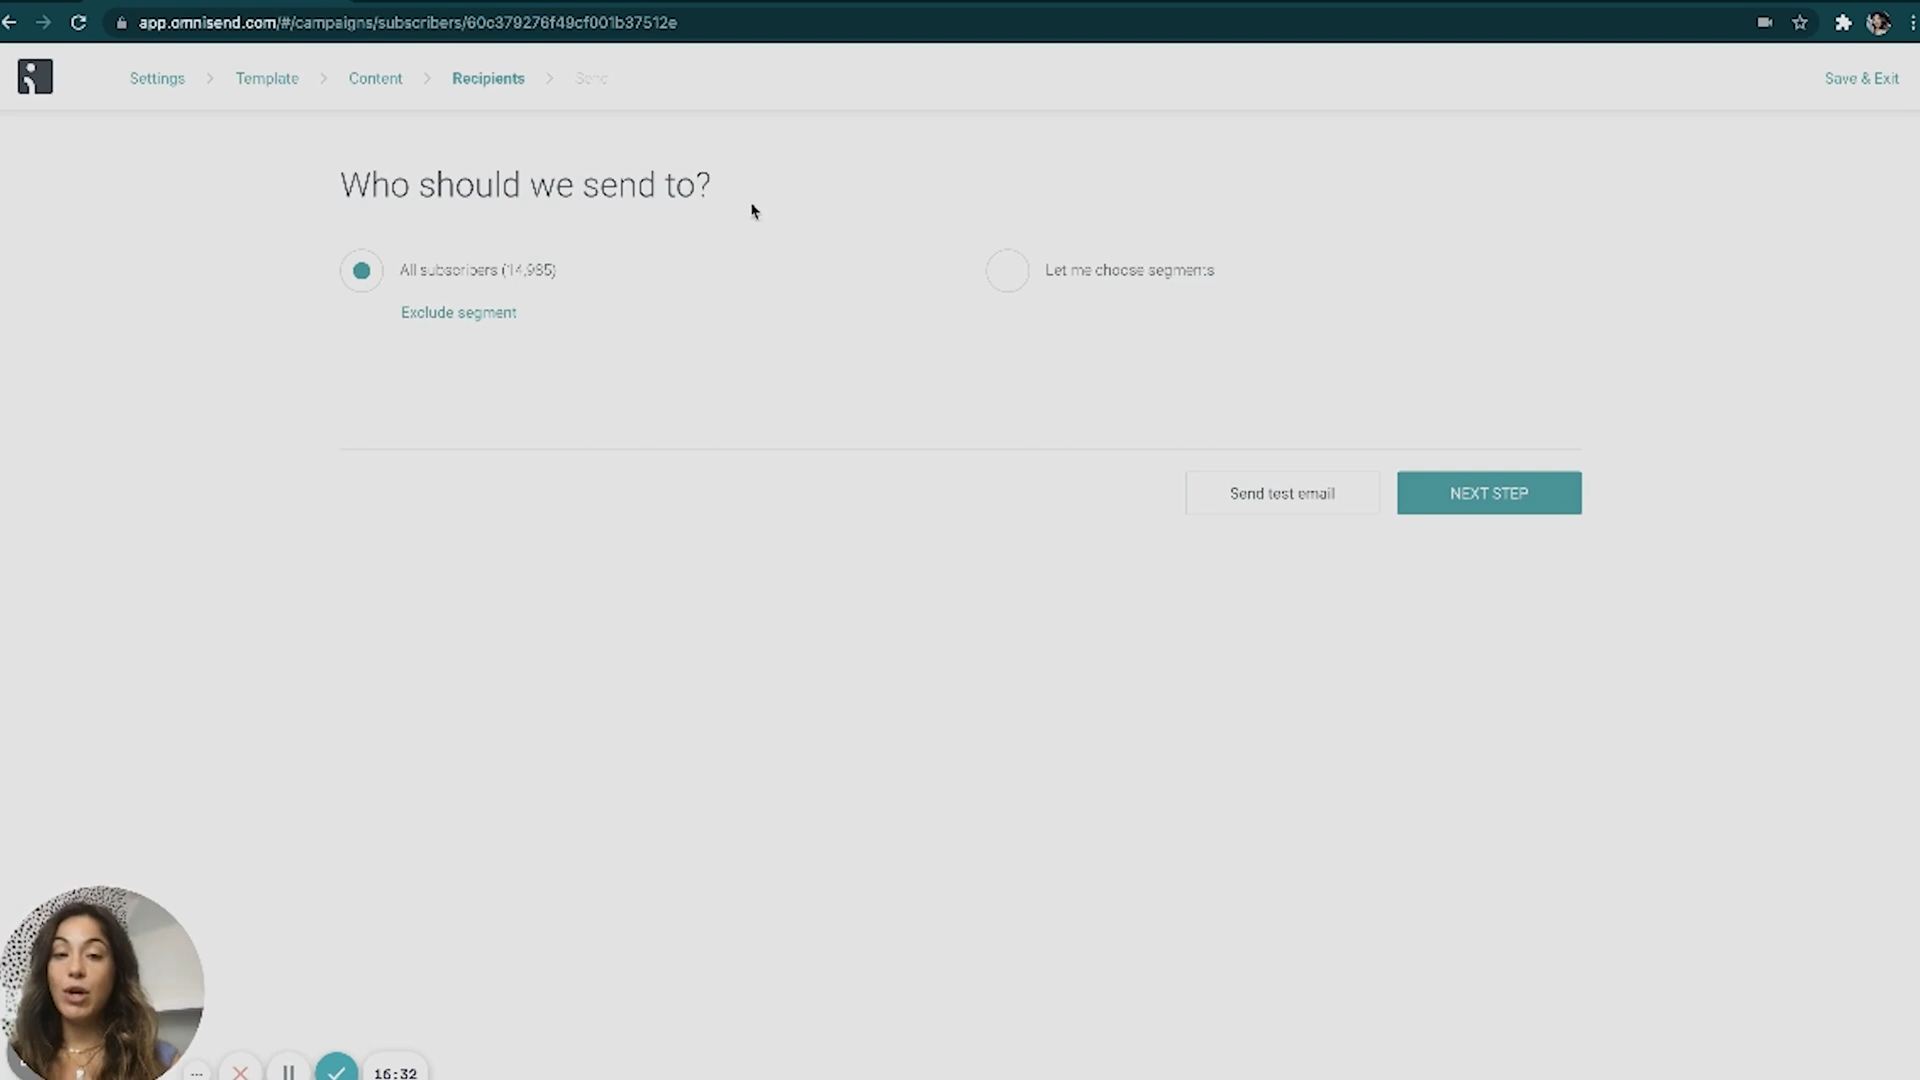 app.omnisend.com/#/campaigns/subscribers/60c379276f49cf001b37512e
Settings > Template > Content > Recipients > Send
Save & Exit
Who should we send to?
All subscribers (14,985)
Let me choose segments
Exclude segment
Send test email
NEXT STEP
16:32